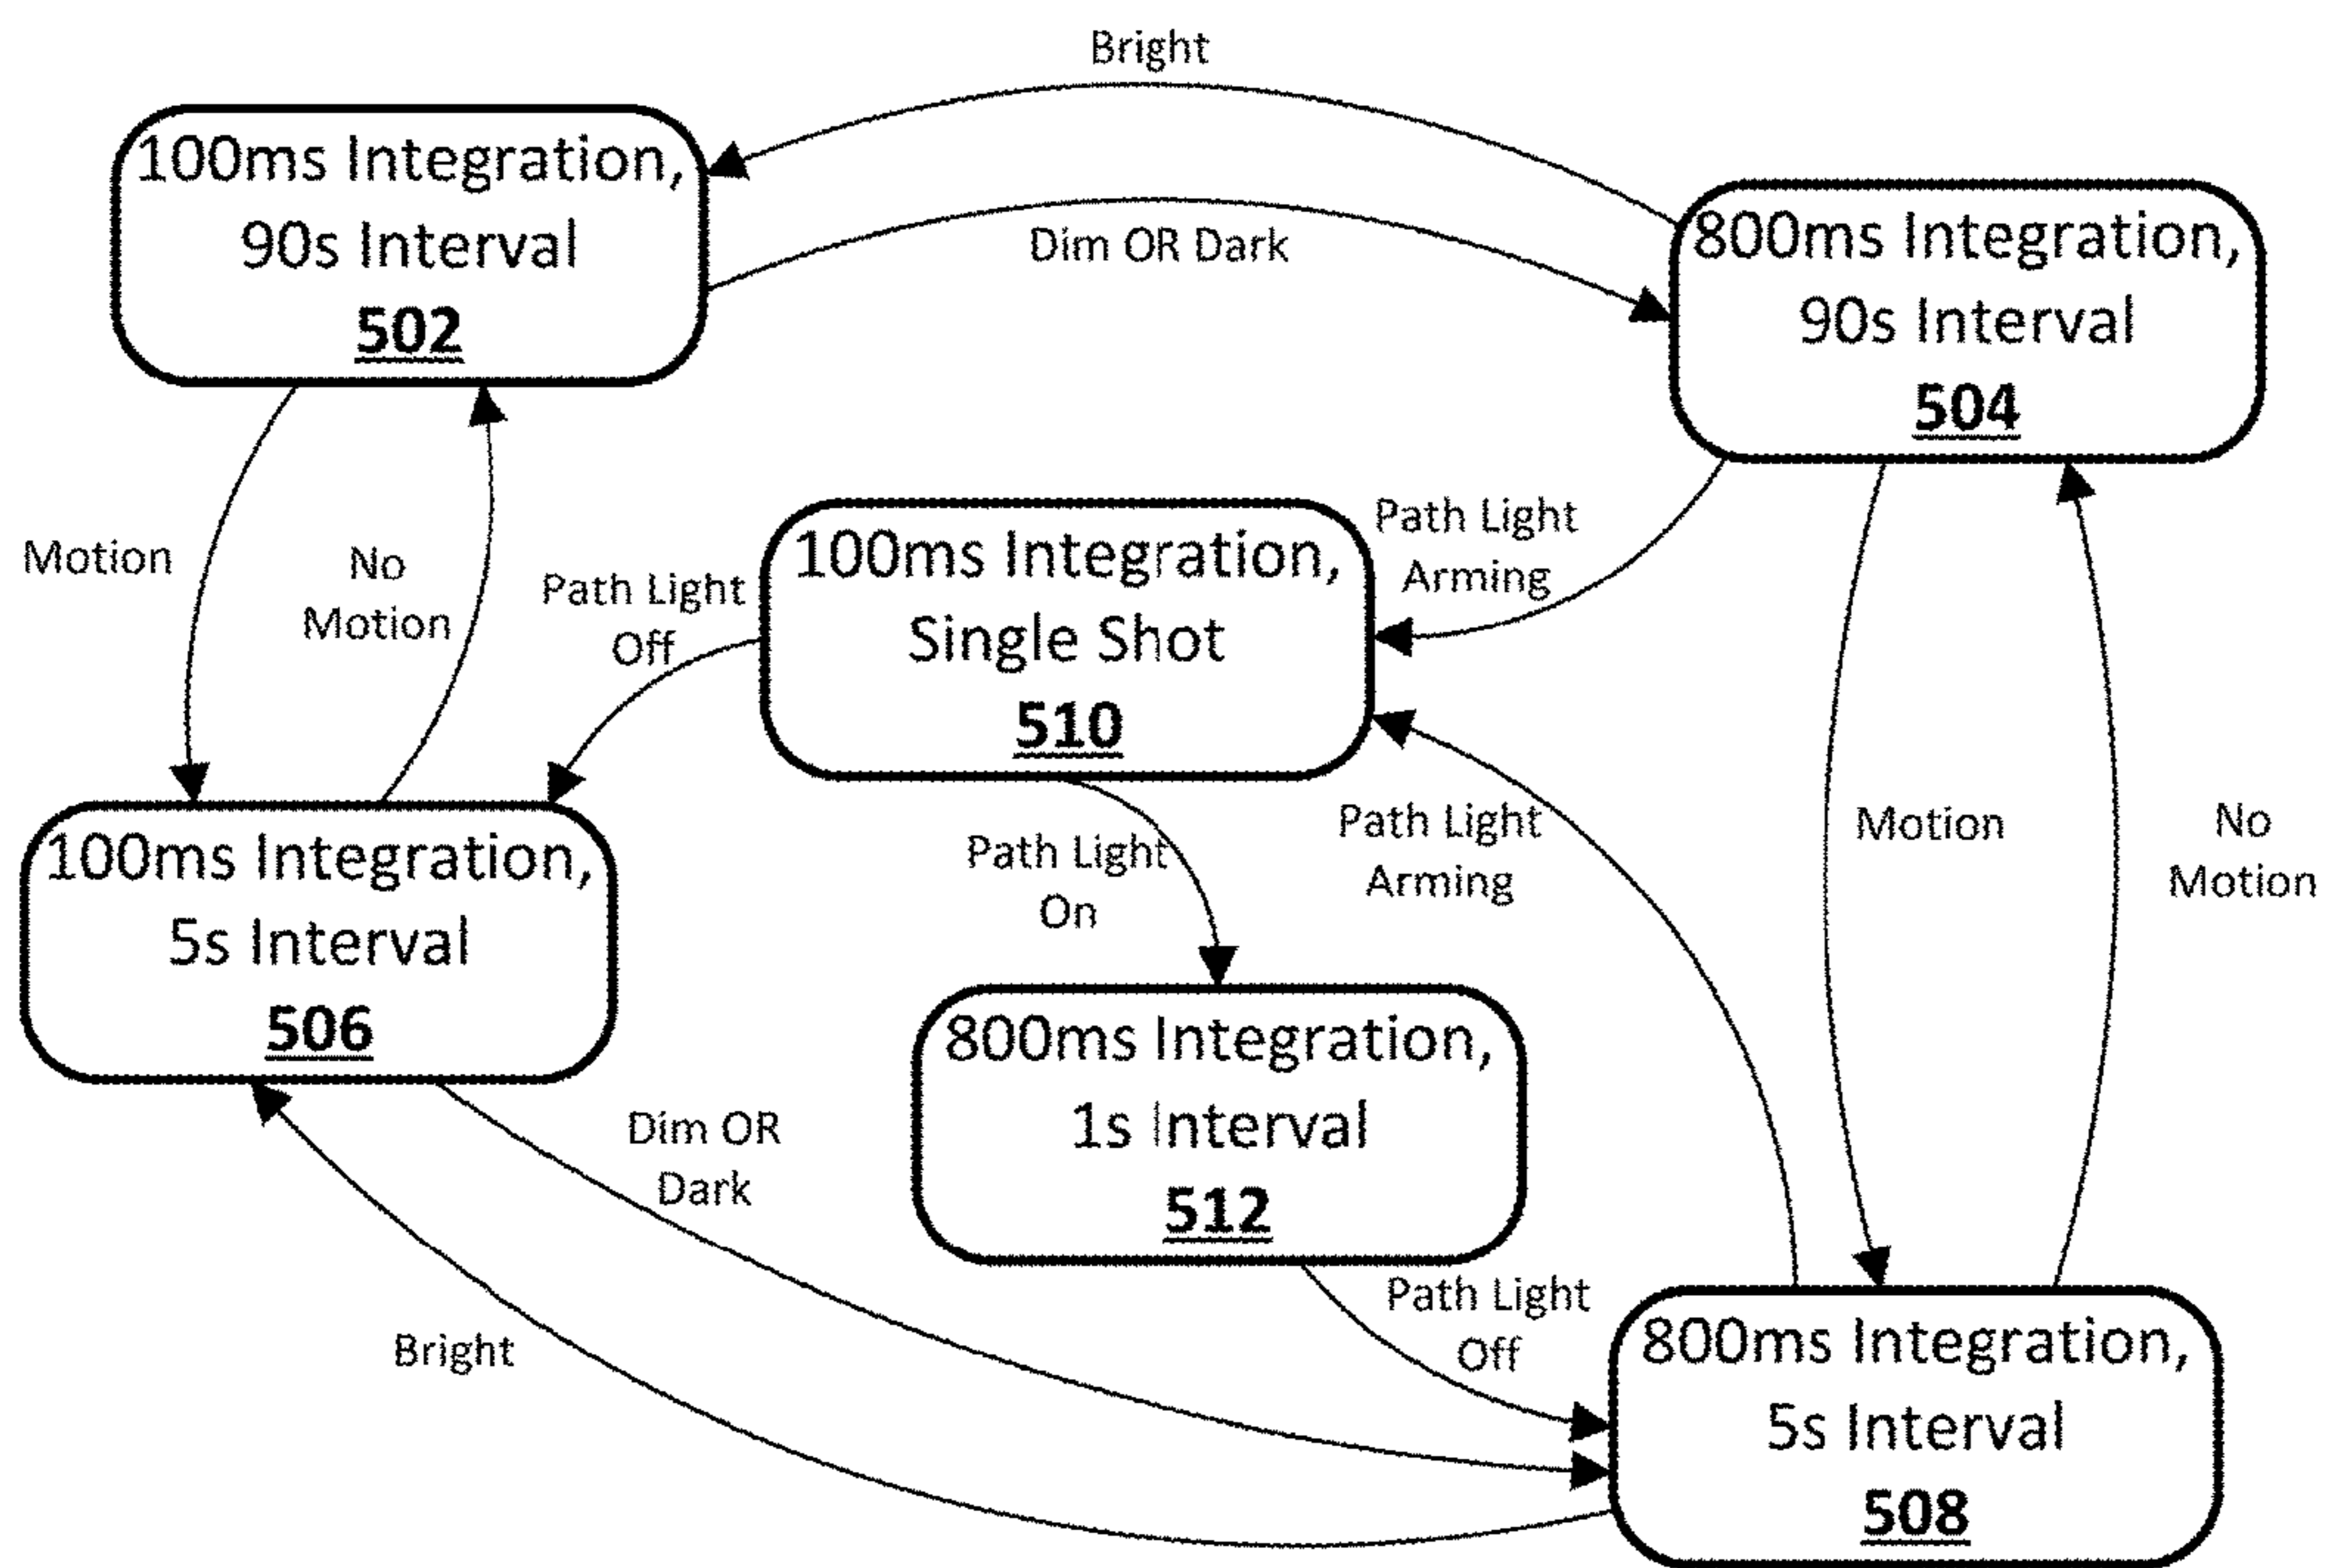 Bright
100ms Integration,
90s Interval
502
Dim OR Dark
800ms Integration,
90s Interval
504
Motion
No
Motion
Path Light
Off
100ms Integration,
Single Shot
510
Path Light
Arming
100ms Integration,
5s Interval
506
Path Light
On
Path Light
Arming
Motion
No
Motion
800ms Integration,
1s Interval
512
Dim OR
Dark
Bright
Path Light
Off
800ms Integration,
5s Interval
508